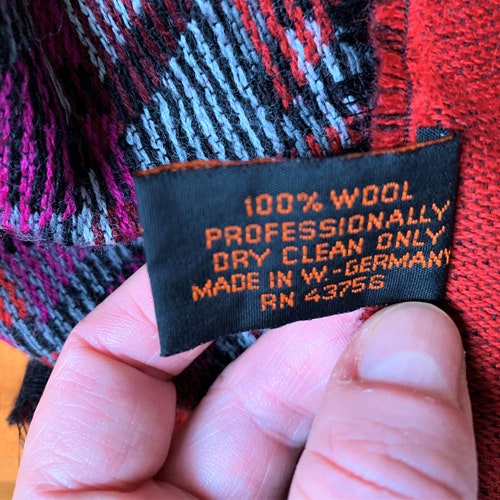 100% WOOL
PROFESSIONALLY
DRY CLEAN ONLY
MADE IN W.-GERMANY
RN 43756